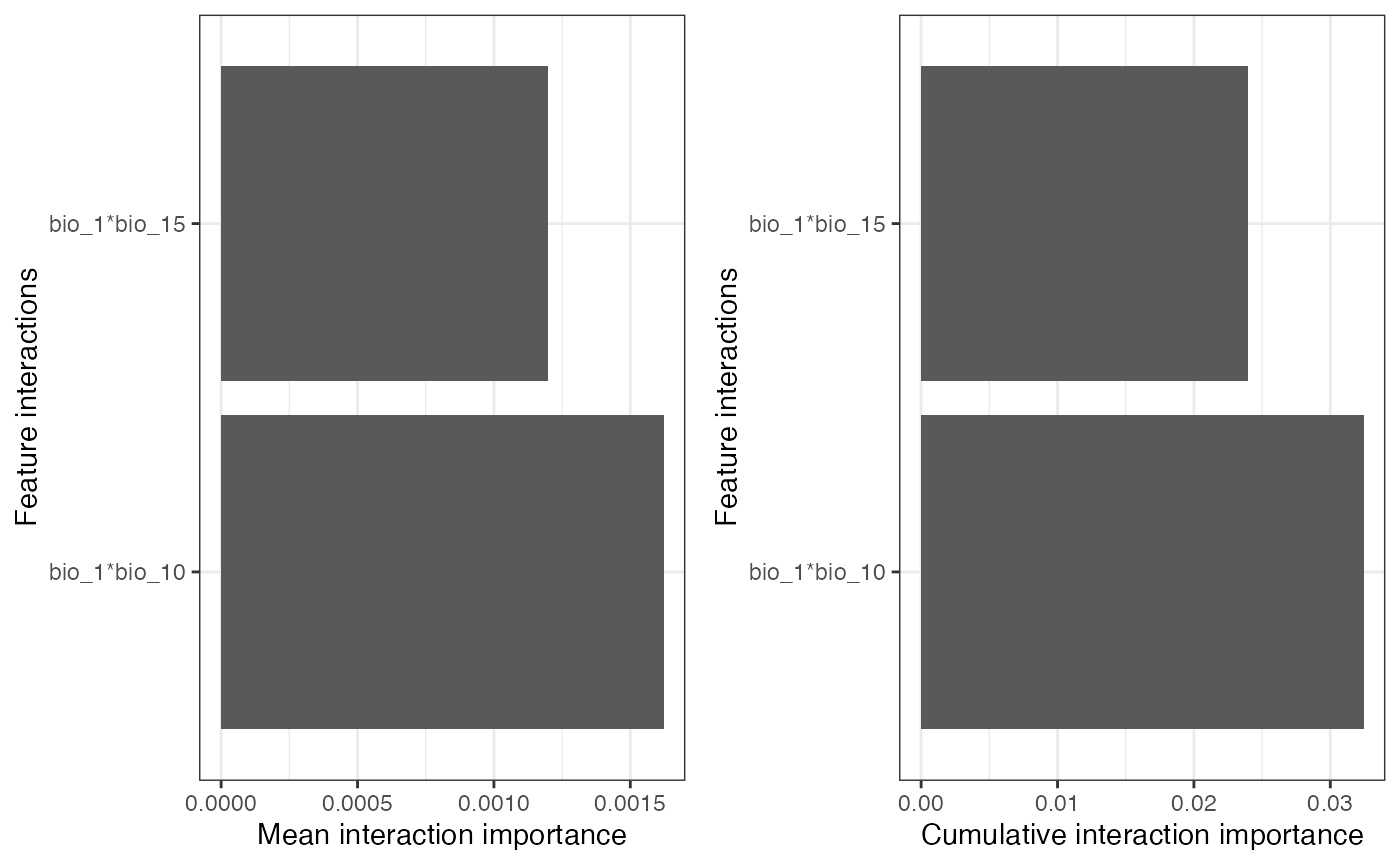 Feature interactions
bio_1*bio_15
bio_1*bio_10
0.0000 0.0005 0.0010 0.0015
Mean interaction importance
Feature interactions
bio_1*bio_15
bio_1*bio_10
0.00 0.01 0.02 0.03
Cumulative interaction importance